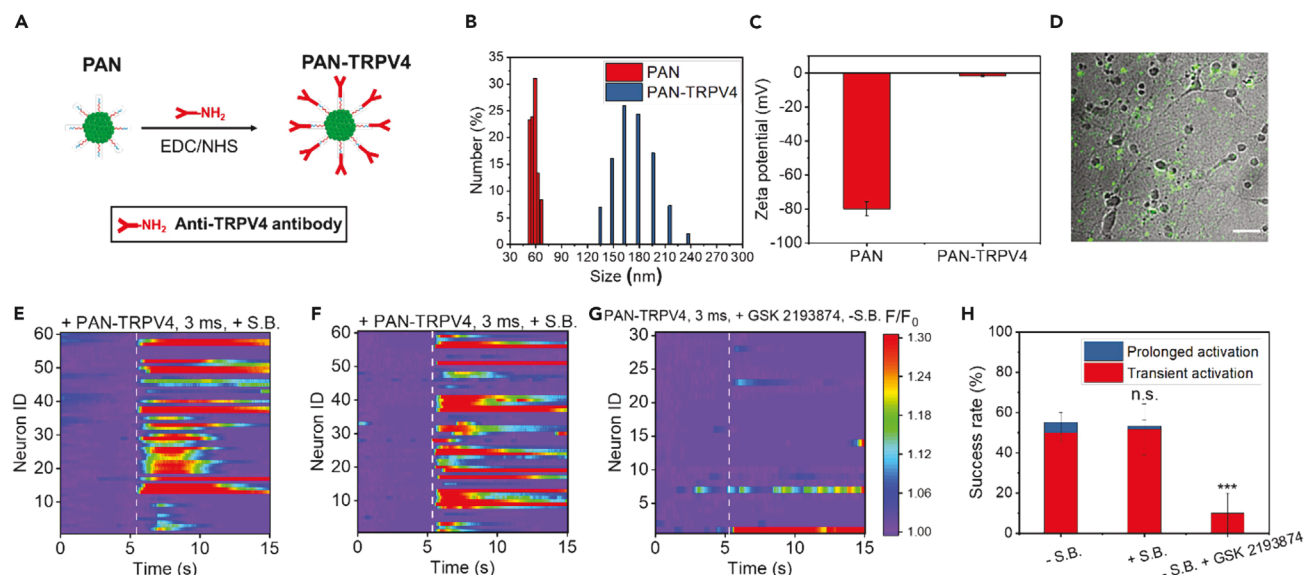 A
PAN
PAN-TRPV4
NH2
EDC/NHS
NH2 Anti-TRPV4 antibody
B
PAN
PAN-TRPV4
Number (%)
35
30
25
20
15
10
5
0
30 60 90 120 150 180 210 240 270 300
Size (nm)
C
Zeta potential (mV)
0
-20
-40
-60
-80
-100
PAN PAN-TRPV4
D
E
+ PAN-TRPV4, 3 ms, + S.B.
Neuron ID
60
50
40
30
20
10
0 5 10 15
Time (s)
F
+ PAN-TRPV4, 3 ms, + S.B.
Neuron ID
60
50
40
30
20
10
0 5 10 15
Time (s)
G
PAN-TRPV4, 3 ms, + GSK 2193874, -S.B. F/F0
Neuron ID
30
25
20
15
10
5
0 5 10 15
Time (s)
1.30
1.24
1.18
1.12
1.06
1.00
H
Prolonged activation
Transient activation
n.s.
***
Success rate (%)
100
80
60
40
20
0
- S.B.
+ S.B.
- S.B. + GSK 2193874